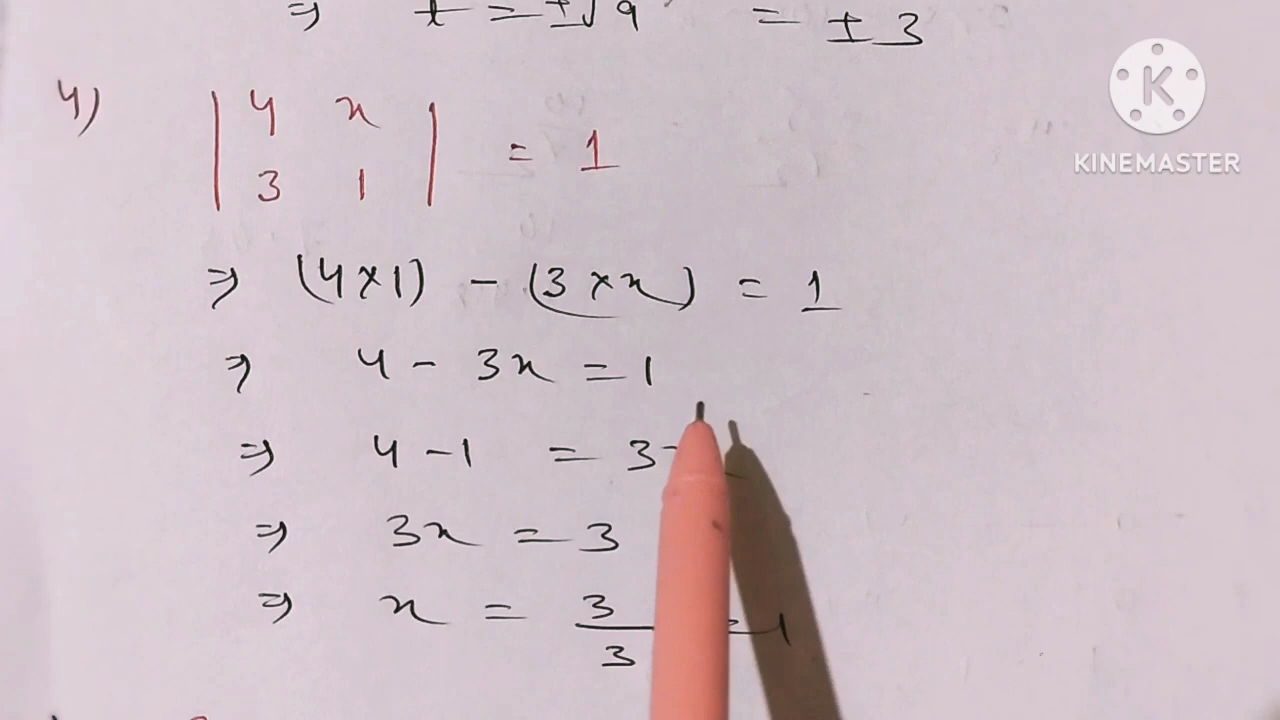 ⇒ t = ±√9 = ±3
4) | 4 x | = 1
| 3 1 |
⇒ (4×1) - (3×x) = 1
⇒ 4 - 3x = 1
⇒ 4 - 1 = 3
⇒ 3x = 3
⇒ x = 3/3 = 1
K
KINEMASTER